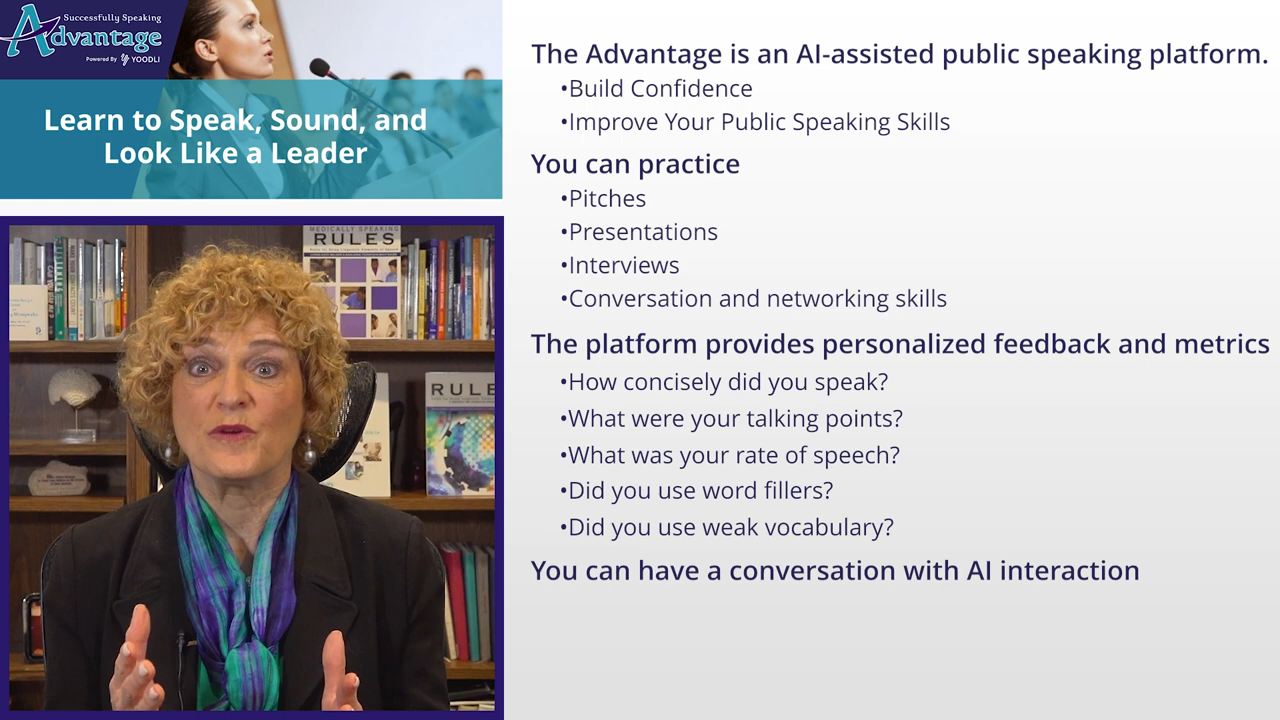 Successfully Speaking
Advantage
Powered By YOODLI
Learn to Speak, Sound, and
Look Like a Leader
MEDICALLY SPEAKING
RULES
RULE
The Advantage is an AI-assisted public speaking platform.
•Build Confidence
•Improve Your Public Speaking Skills
You can practice
•Pitches
•Presentations
•Interviews
•Conversation and networking skills
The platform provides personalized feedback and metrics
•How concisely did you speak?
•What were your talking points?
•What was your rate of speech?
•Did you use word fillers?
•Did you use weak vocabulary?
You can have a conversation with AI interaction